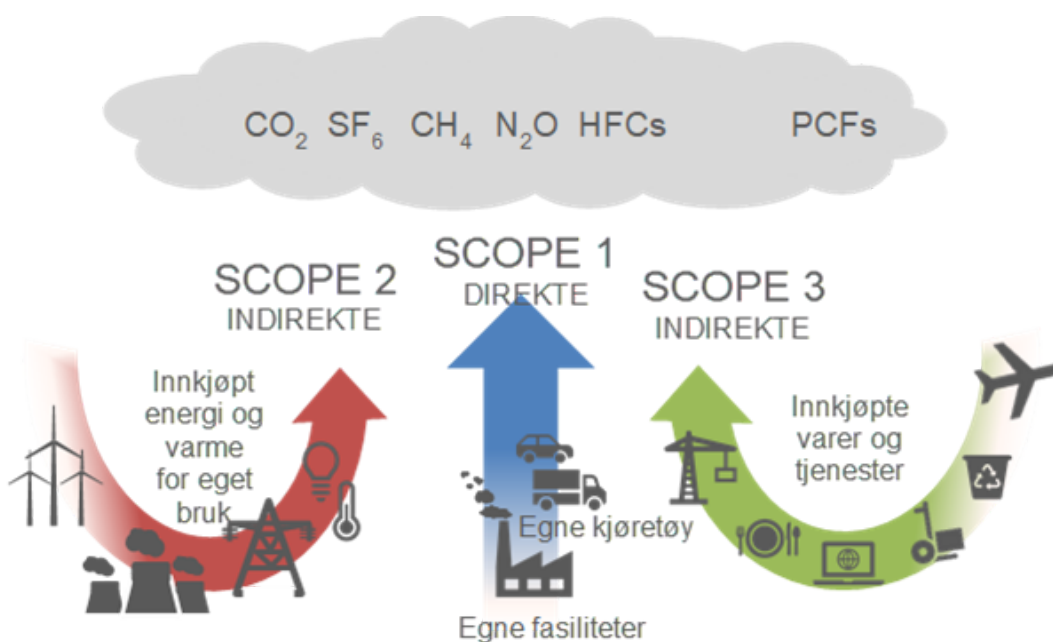 CO₂ SF₆ CH₄ N₂O HFCs PCFs
SCOPE 2
INDIREKTE
Innkjøpt
energi og
varme
for eget
bruk
SCOPE 1
DIREKTE
Egne kjøretøy
Egne fasiliteter
SCOPE 3
INDIREKTE
Innkjøpte
varer og
tjenester